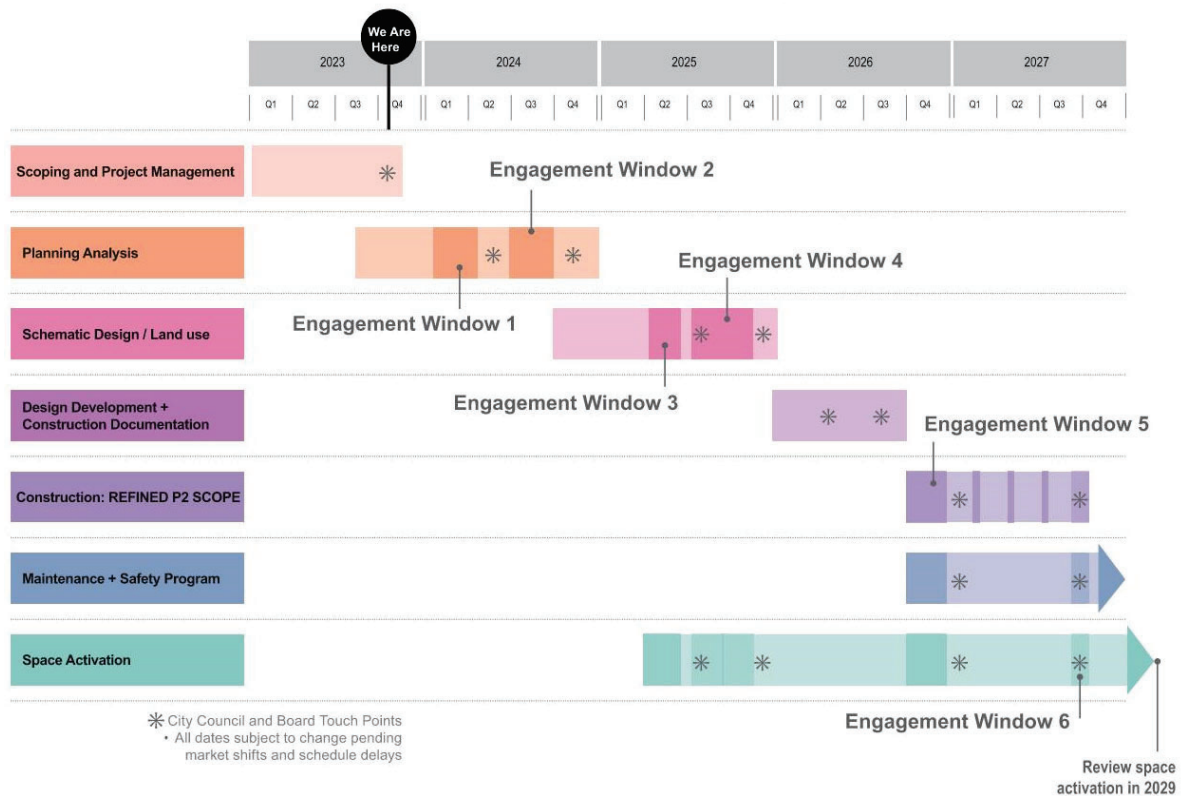 We Are
Here
2023 2024 2025 2026 2027
Q1 Q2 Q3 Q4 Q1 Q2 Q3 Q4 Q1 Q2 Q3 Q4 Q1 Q2 Q3 Q4 Q1 Q2 Q3 Q4
Scoping and Project Management
Engagement Window 2
Planning Analysis
Engagement Window 4
Engagement Window 1
Schematic Design / Land use
Engagement Window 3
Design Development +
Construction Documentation
Engagement Window 5
Construction: REFINED P2 SCOPE
Maintenance + Safety Program
Space Activation
Engagement Window 6
City Council and Board Touch Points
• All dates subject to change pending
market shifts and schedule delays
Review space
activation in 2029